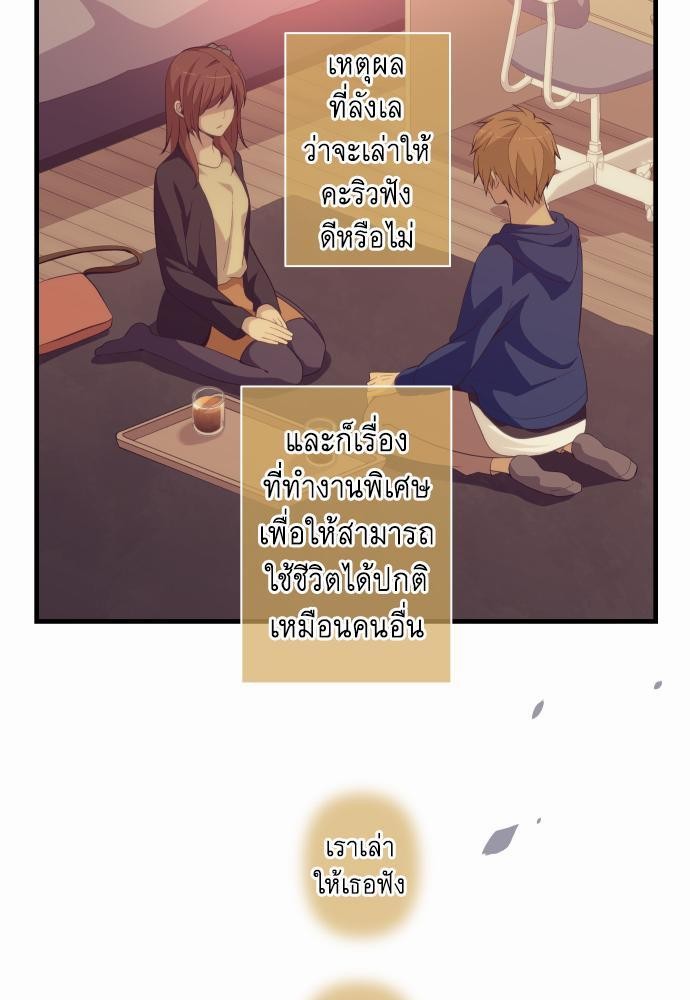 เหตุผล
ที่ลังเล
ว่าจะเล่าให้
คะริวฟัง
ดีหรือไม่
และก็เรื่อง
ที่ทำงานพิเศษ
เพื่อให้สามารถ
ใช้ชีวิตได้ปกติ
เหมือนคนอื่น
เราเล่า
ให้เธอฟัง